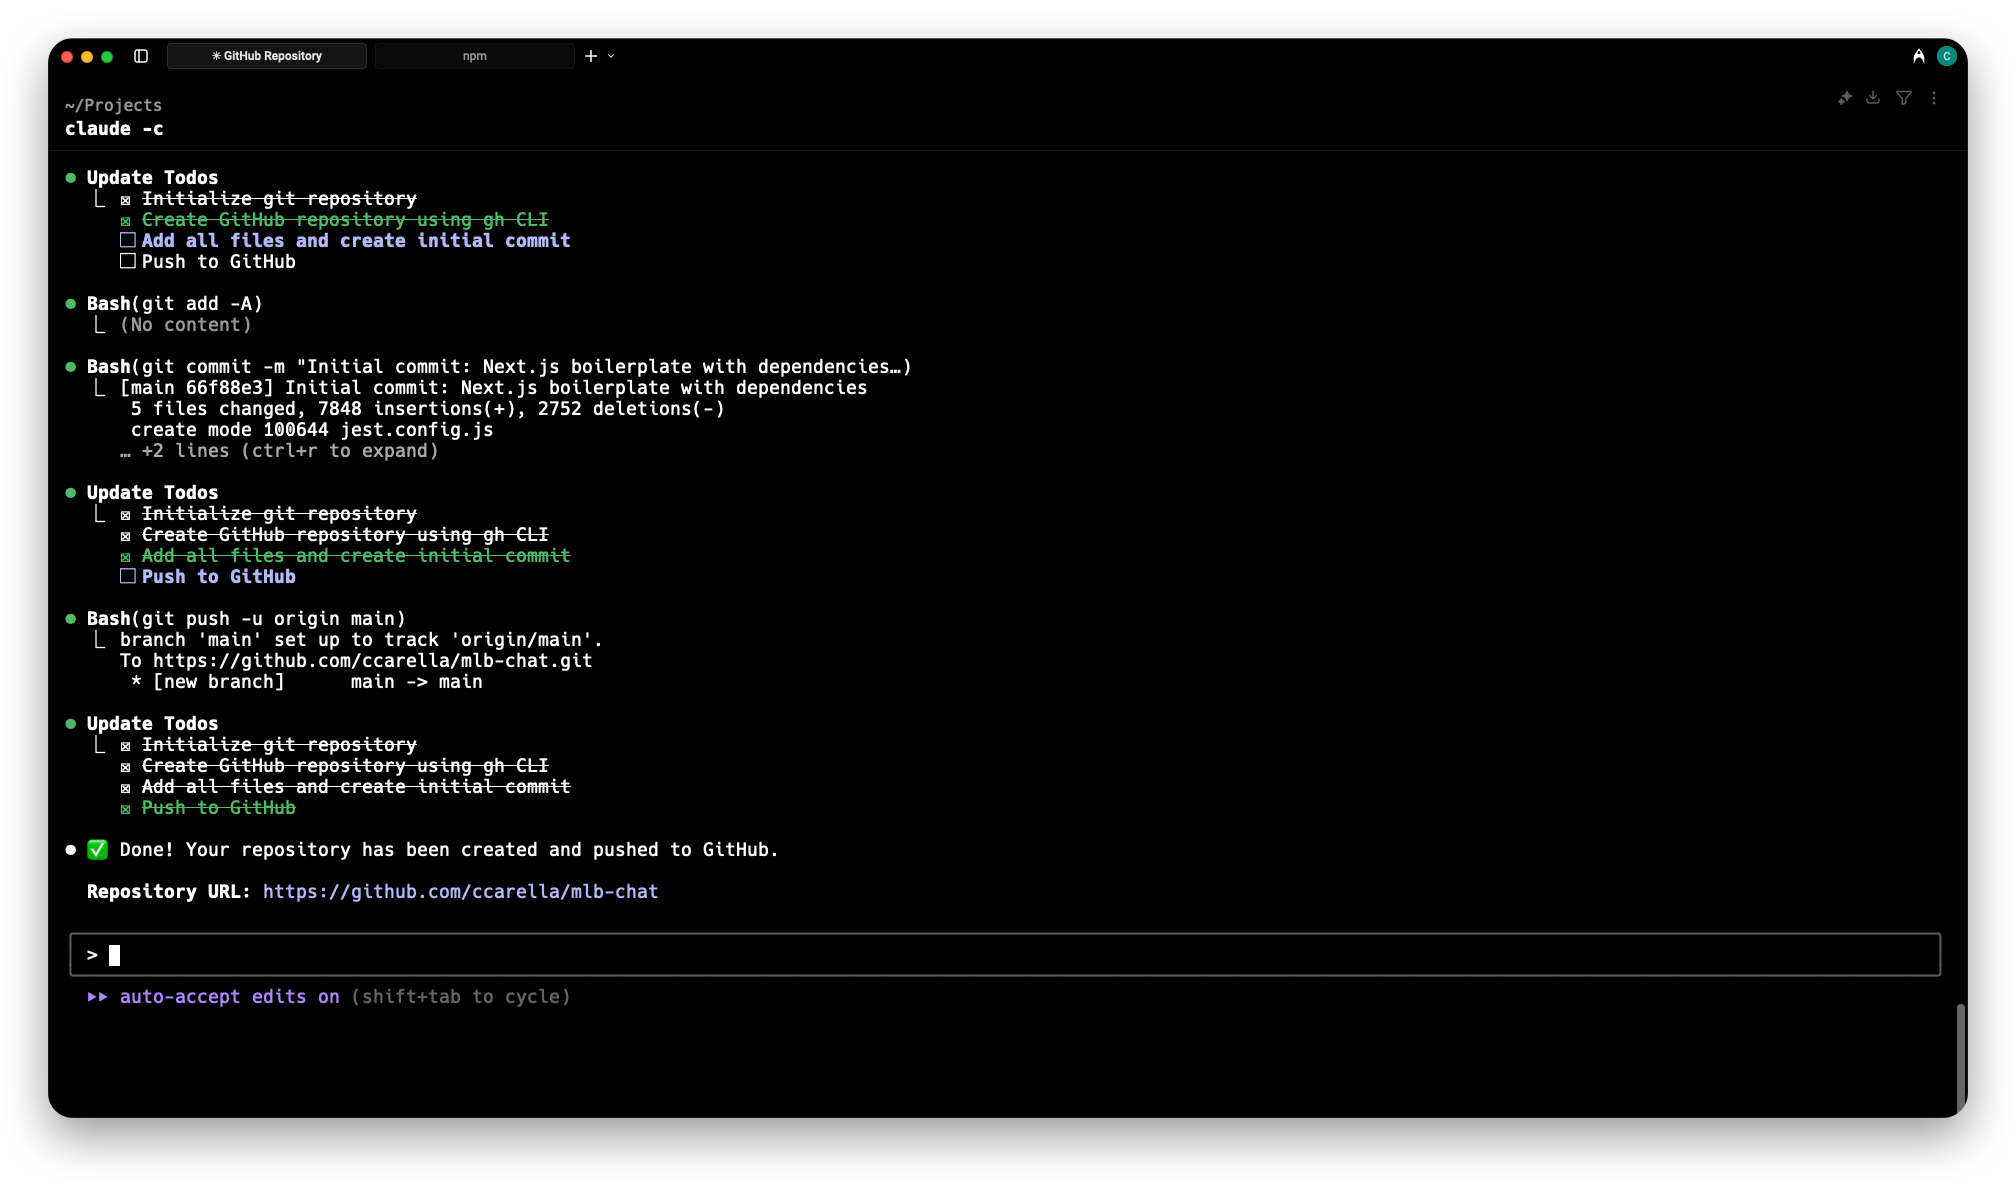 ✳ GitHub Repository
npm
C
~/Projects
claude -c
Update Todos
☒ Initialize git repository
☒ Create GitHub repository using gh CLI
☐ Add all files and create initial commit
☐ Push to GitHub
Bash(git add -A)
(No content)
Bash(git commit -m "Initial commit: Next.js boilerplate with dependencies…)
[main 66f88e3] Initial commit: Next.js boilerplate with dependencies
5 files changed, 7848 insertions(+), 2752 deletions(-)
create mode 100644 jest.config.js
… +2 lines (ctrl+r to expand)
Update Todos
☒ Initialize git repository
☒ Create GitHub repository using gh CLI
☒ Add all files and create initial commit
☐ Push to GitHub
Bash(git push -u origin main)
branch 'main' set up to track 'origin/main'.
To https://github.com/ccarella/mlb-chat.git
* [new branch]      main -> main
Update Todos
☒ Initialize git repository
☒ Create GitHub repository using gh CLI
☒ Add all files and create initial commit
☒ Push to GitHub
✅ Done! Your repository has been created and pushed to GitHub.
Repository URL: https://github.com/ccarella/mlb-chat
>
⏵⏵ auto-accept edits on (shift+tab to cycle)